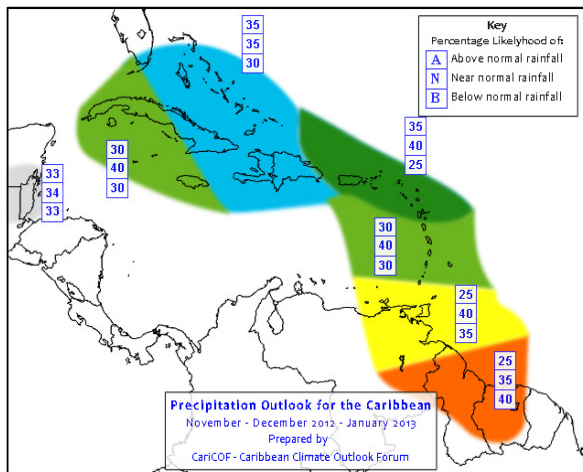 35
35
30
Key
Percentage Likelyhood of:
A Above normal rainfall
N Near normal rainfall
B Below normal rainfall
35
40
25
30
40
30
33
34
33
30
40
30
25
40
35
25
35
40
Precipitation Outlook for the Caribbean
November - December 2012 - January 2013
Prepared by
CariCOF - Caribbean Climate Outlook Forum